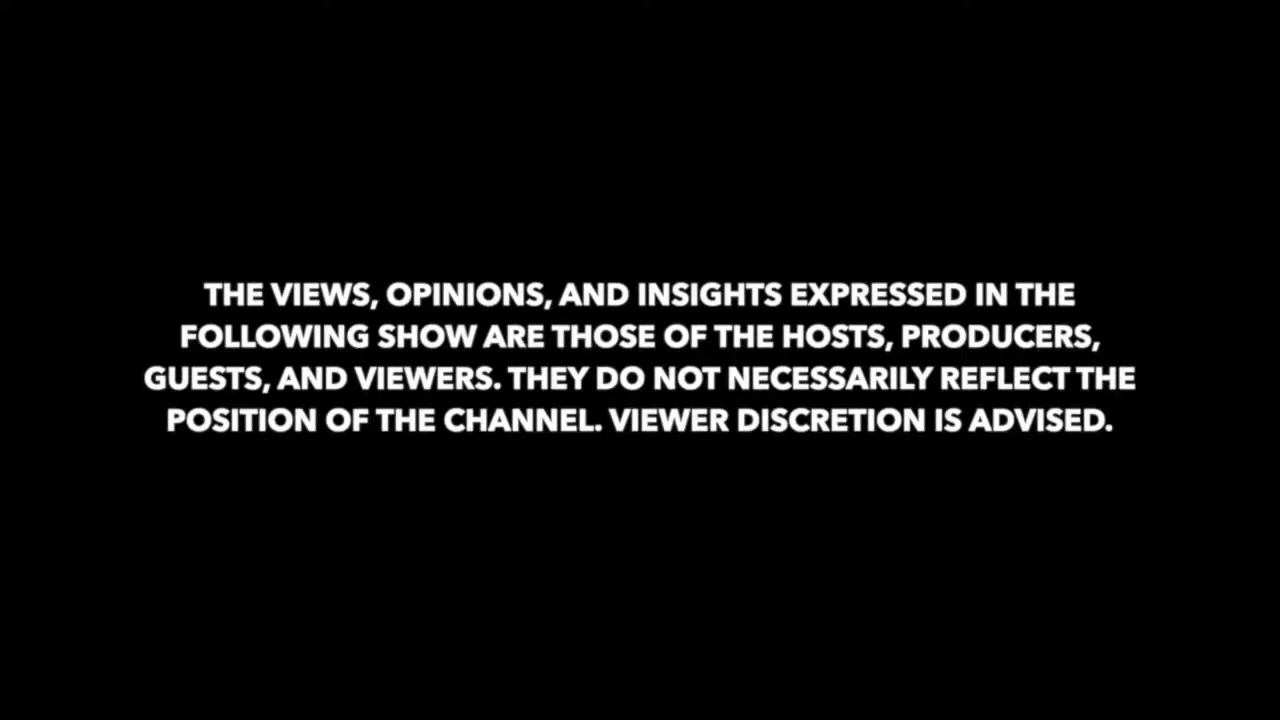 THE VIEWS, OPINIONS, AND INSIGHTS EXPRESSED IN THE
FOLLOWING SHOW ARE THOSE OF THE HOSTS, PRODUCERS,
GUESTS, AND VIEWERS. THEY DO NOT NECESSARILY REFLECT THE
POSITION OF THE CHANNEL. VIEWER DISCRETION IS ADVISED.